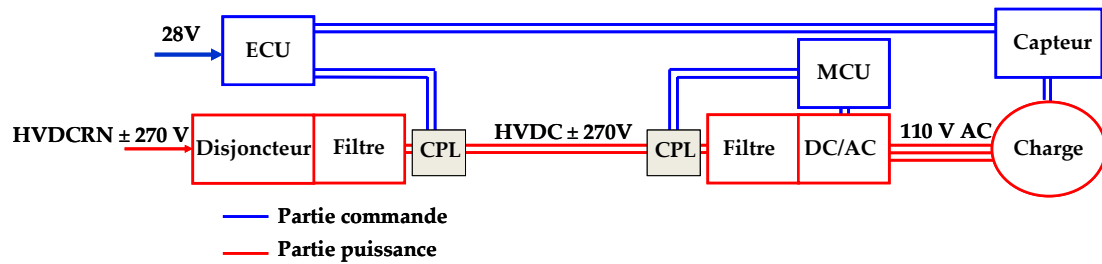 28V
ECU
Capteur
MCU
HVDCRN ± 270 V
Disjoncteur
Filtre
CPL
HVDC ± 270V
CPL
Filtre
DC/AC
110 V AC
Charge
Partie commande
Partie puissance